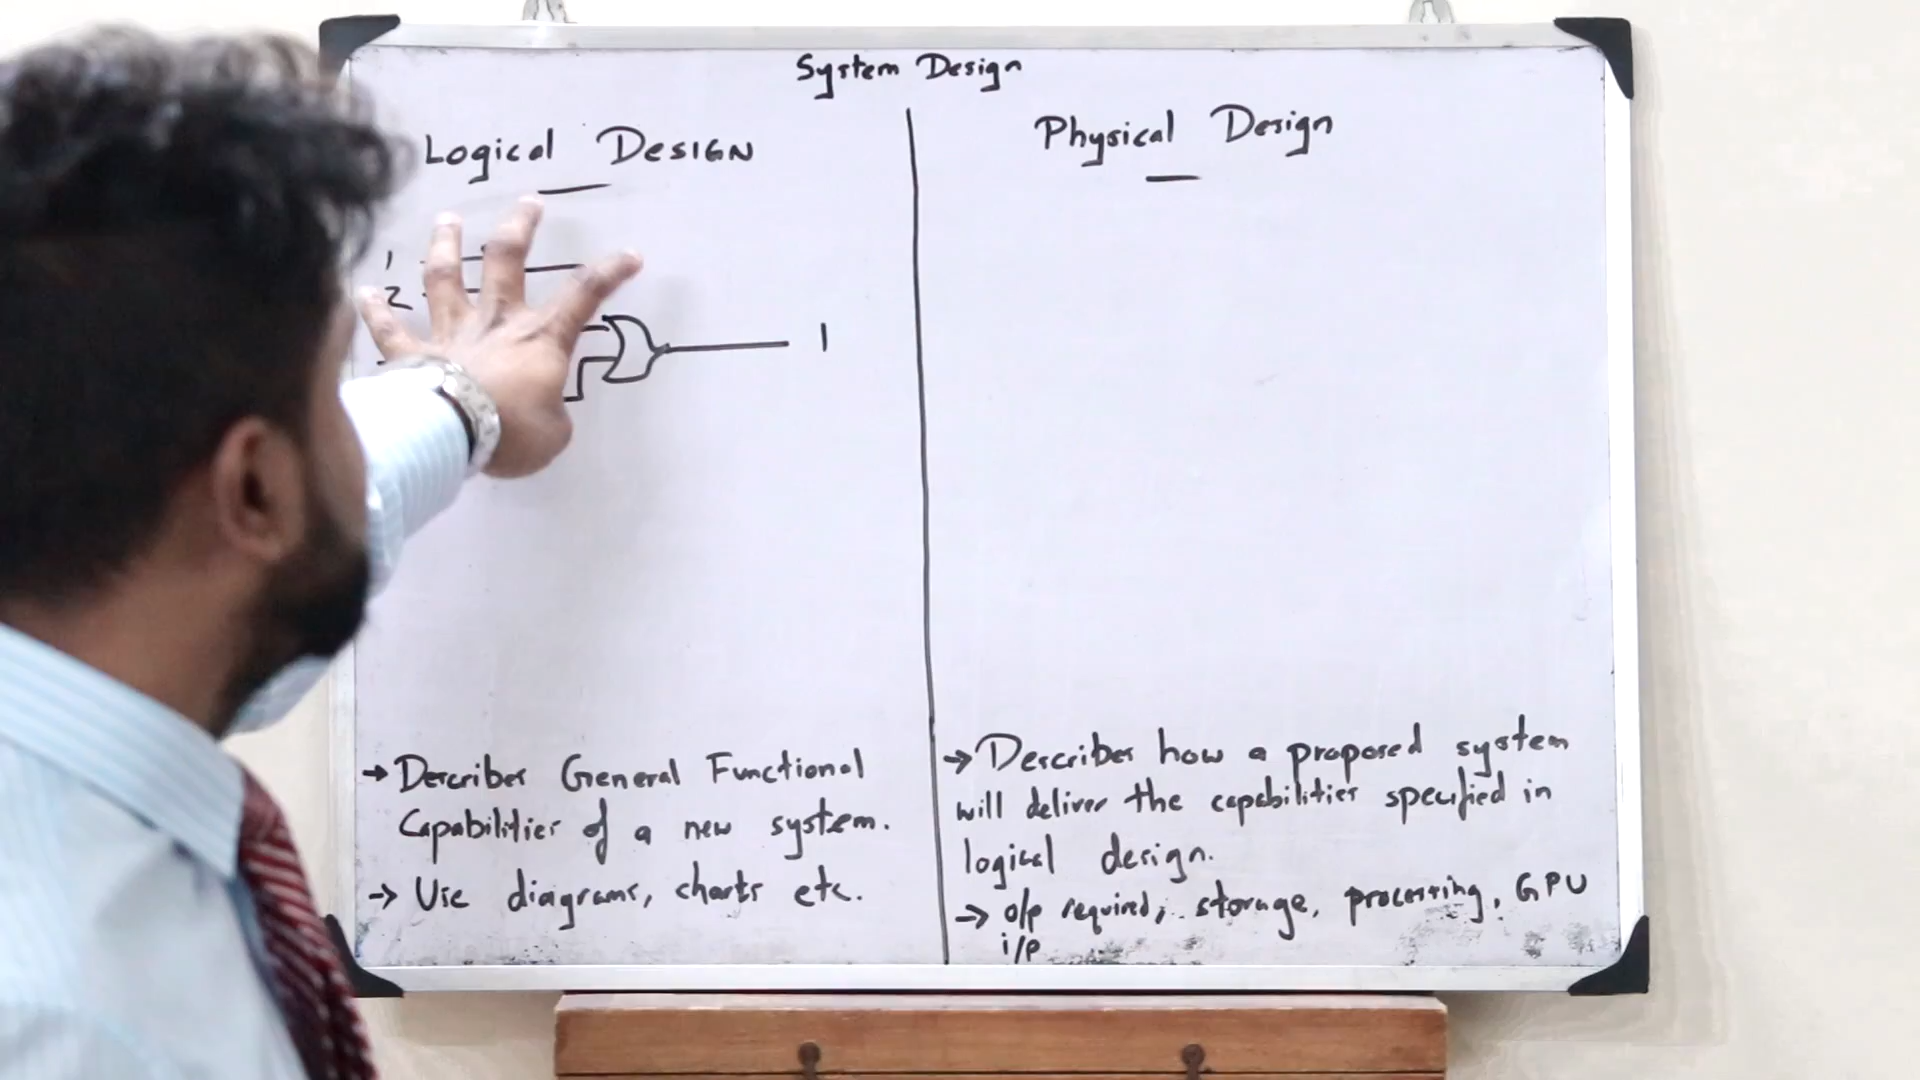 System Design
Logical DESIGN
1
2
1
→ Describes General Functional
Capabilities of a new system.
→ Use diagrams, charts etc.
Physical Design
→ Describes how a proposed system
will deliver the capabilities specified in
logical design.
→ o/p required, storage, processing, GPU
i/p